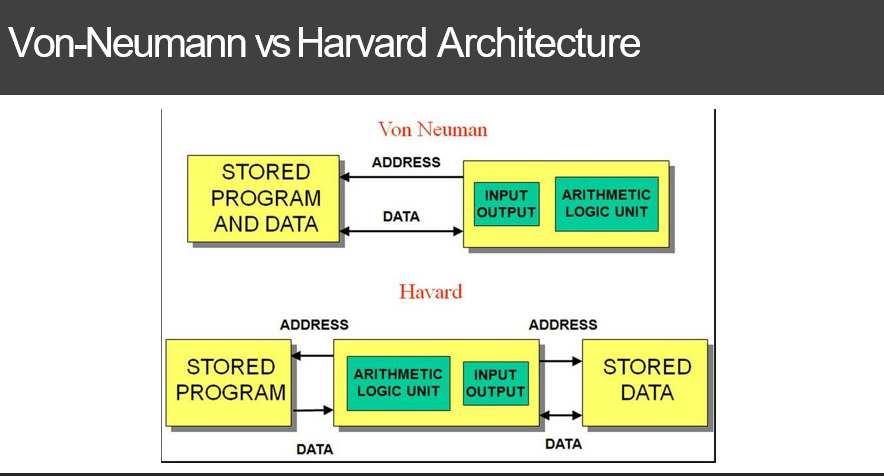 Von-Neumann vs Harvard Architecture
Von Neuman
STORED
PROGRAM
AND DATA
ADDRESS
DATA
INPUT
OUTPUT
ARITHMETIC
LOGIC UNIT
Havard
ADDRESS
ADDRESS
STORED
PROGRAM
ARITHMETIC
LOGIC UNIT
INPUT
OUTPUT
STORED
DATA
DATA
DATA